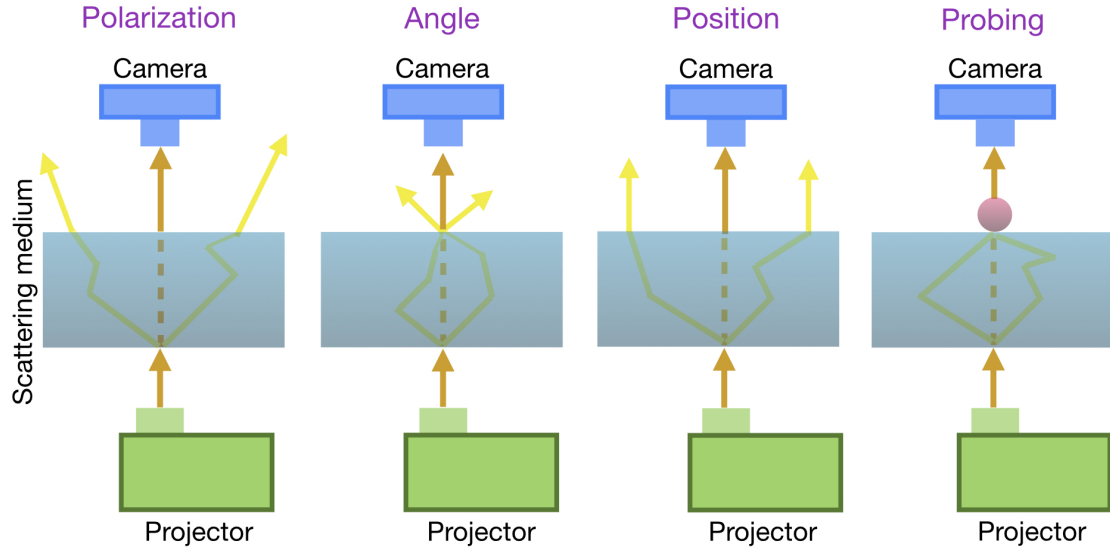 Polarization
Angle
Position
Probing
Camera
Camera
Camera
Camera
Scattering medium
Projector
Projector
Projector
Projector